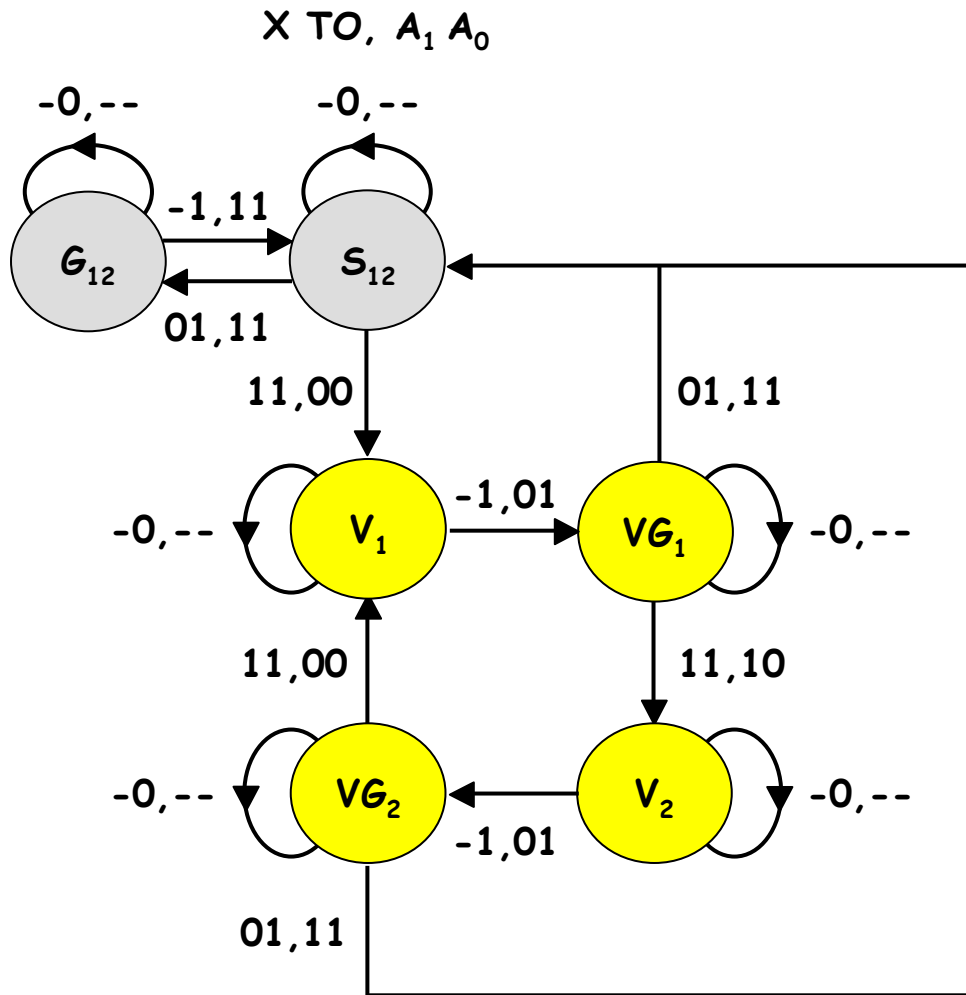 X TO, A₁ A₀
-0,-- -0,--
-1,11
G₁₂ S₁₂
01,11
11,00 01,11
-1,01
-0,-- V₁ VG₁ -0,--
11,00 11,10
-0,-- VG₂ V₂ -0,--
-1,01
01,11